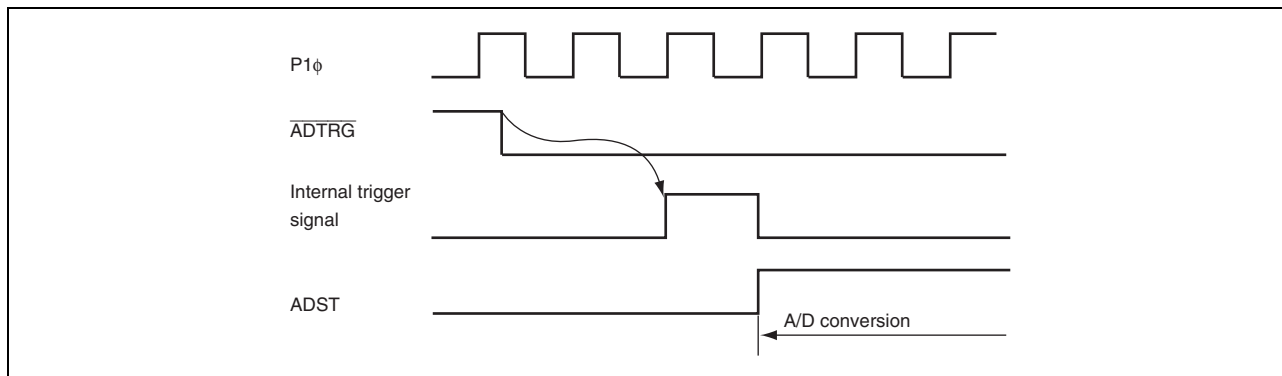 P1ϕ
ADTRG
Internal trigger
signal
ADST
A/D conversion